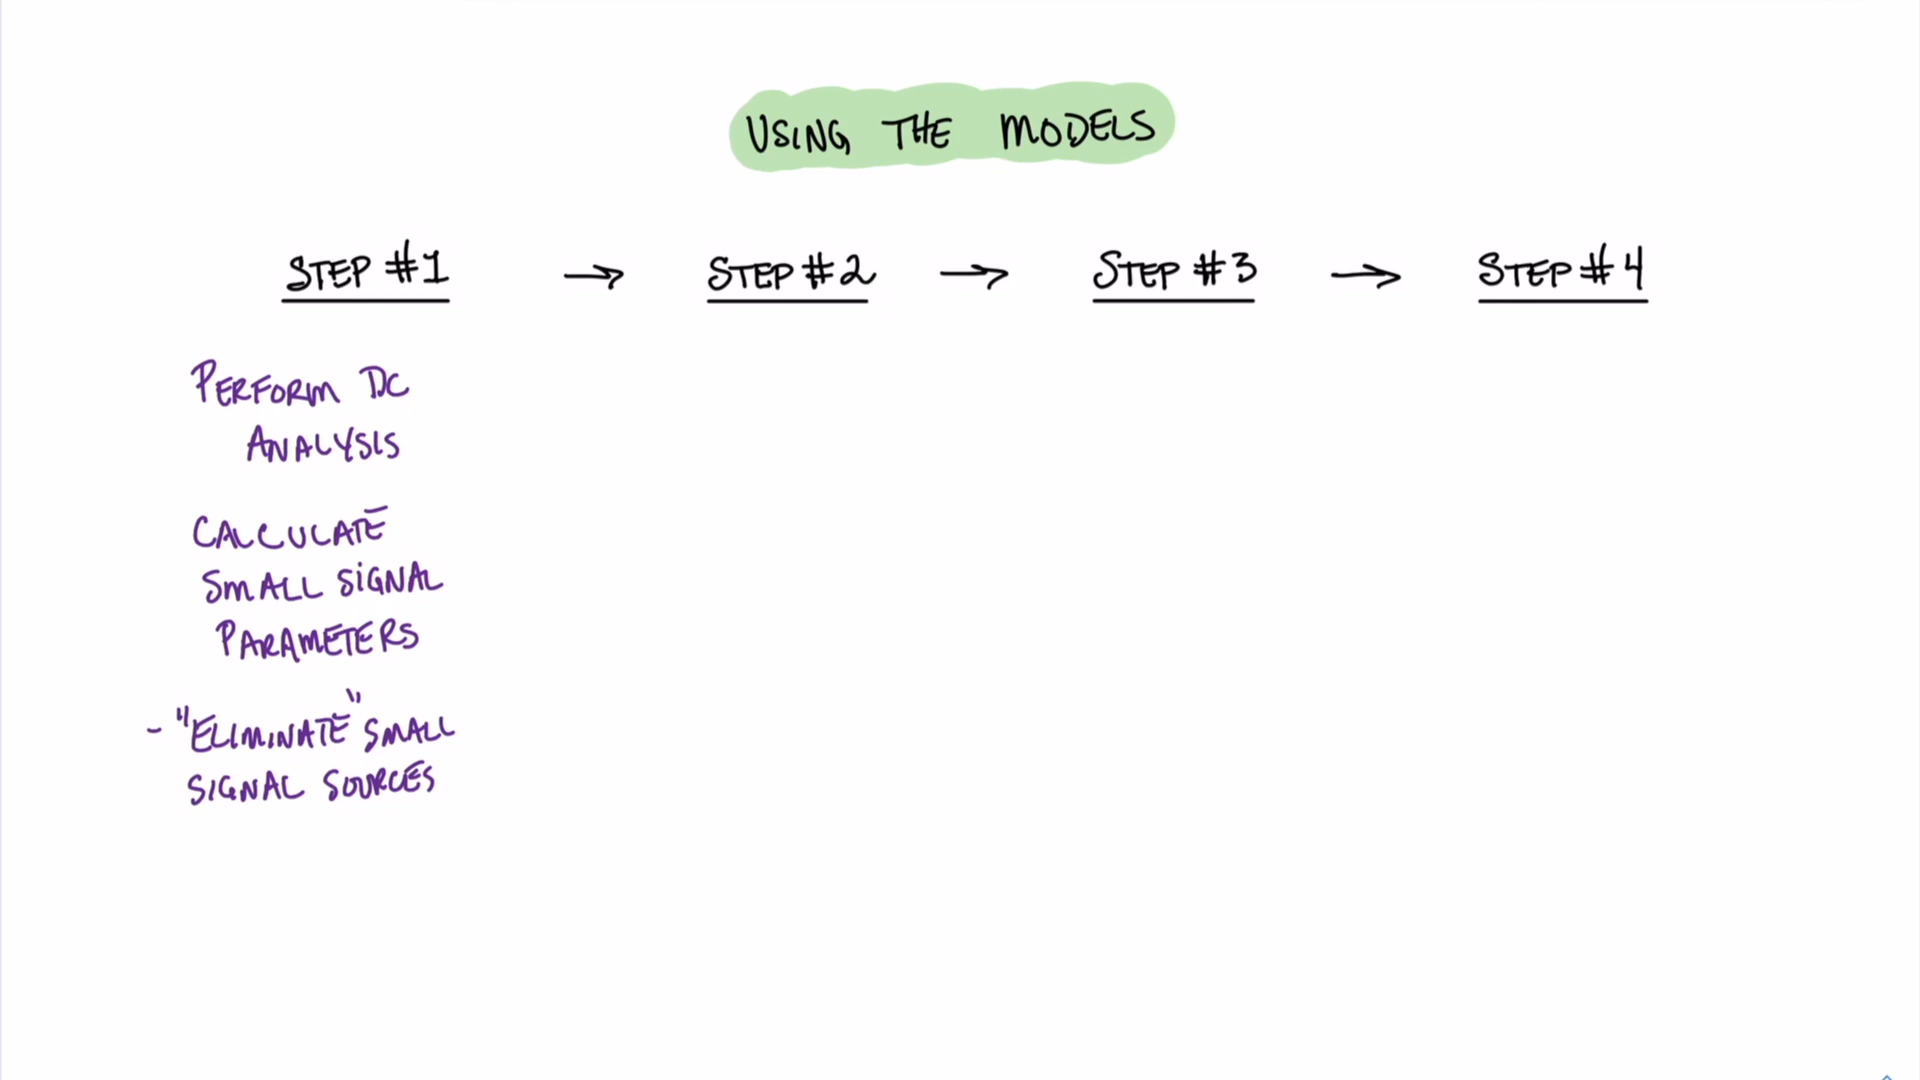 USING THE MODELS
STEP #1 → STEP #2 → STEP #3 → STEP #4
PERFORM DC
ANALYSIS
CALCULATE
SMALL SIGNAL
PARAMETERS
- "ELIMINATE" SMALL
SIGNAL SOURCES